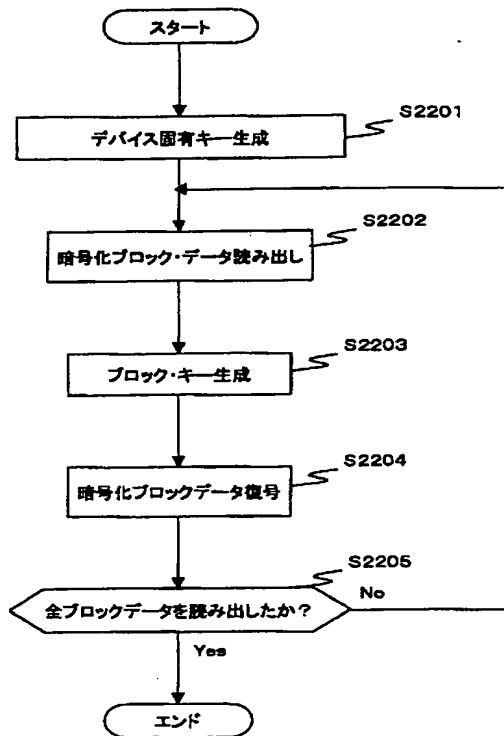 スタート
S2201
デバイス固有キー生成
S2202
暗号化ブロック・データ読み出し
S2203
ブロック・キー生成
S2204
暗号化ブロックデータ復号
S2205
全ブロックデータを読み出したか？
No
Yes
エンド